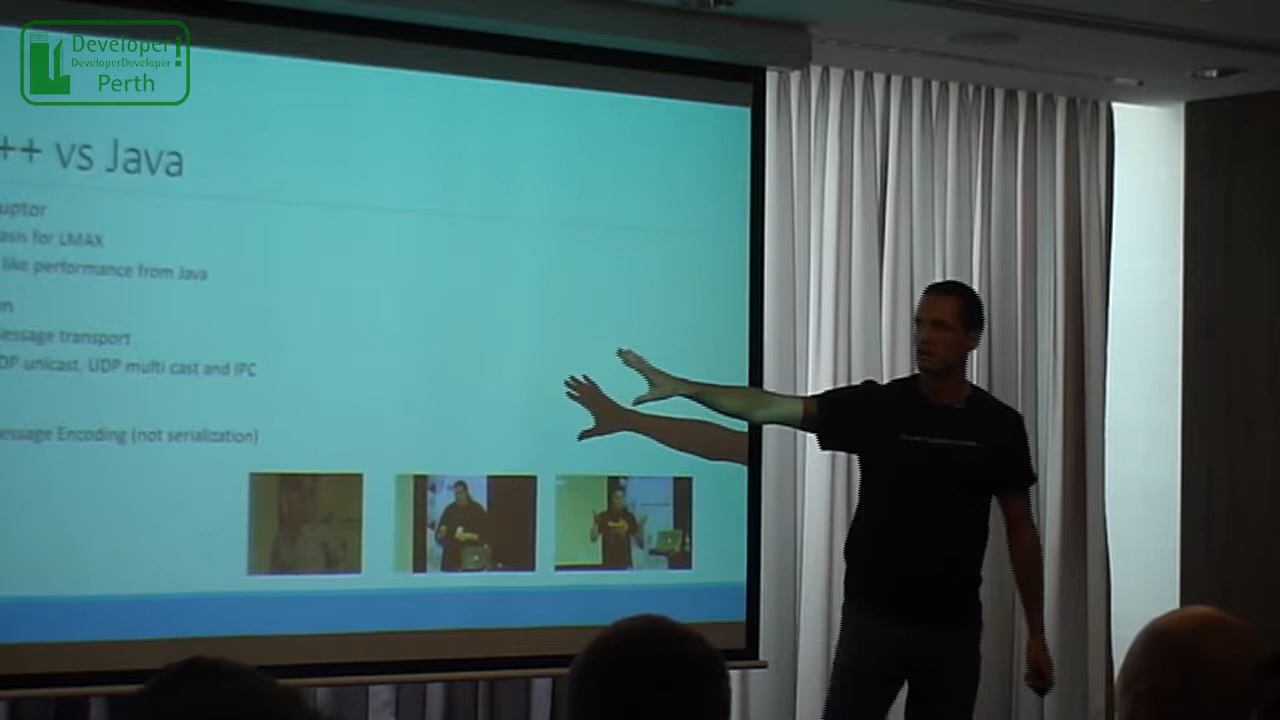 Developer!
DeveloperDeveloper
Perth
++ vs Java
uptor
asis for LMAX
like performance from Java
n
essage transport
DP unicast, UDP multi cast and IPC
essage Encoding (not serialization)